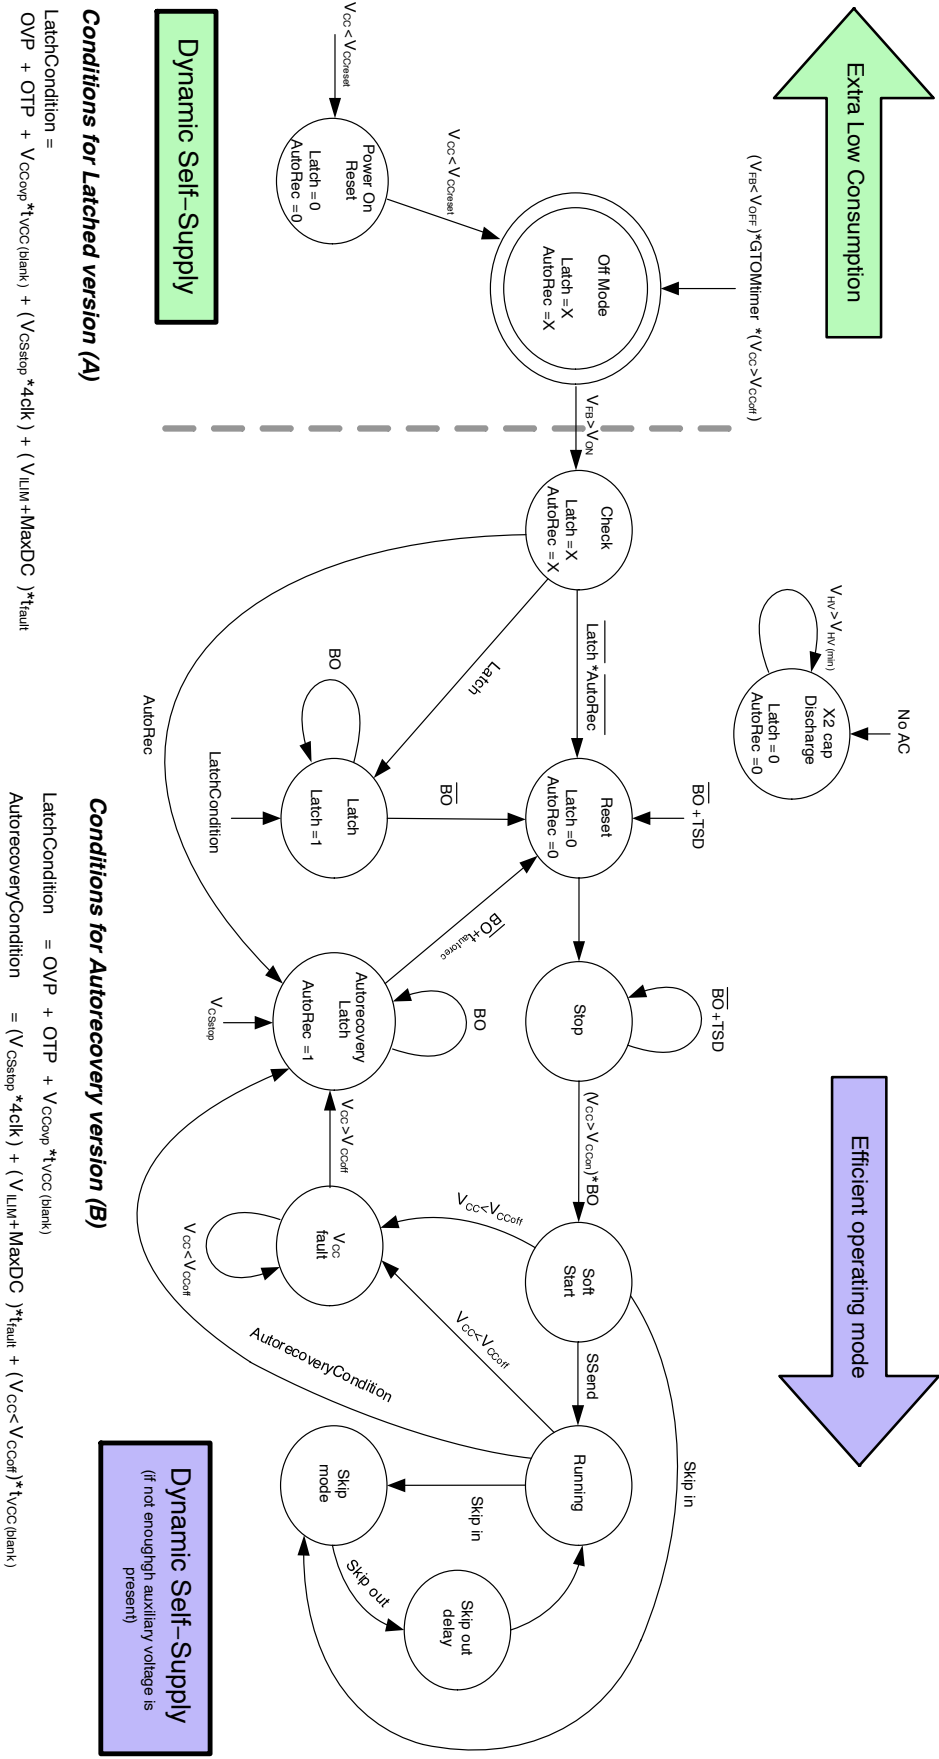 Extra Low Consumption
Efficient operating mode
No AC
X2 cap
Discharge
Latch =0
AutoRec =0
VHV>VHV(min)
(VFB<VOFF)*GTOMtimer *(VCC>VCCoff)
Off Mode
Latch =X
AutoRec =X
VCC<VCCreset
VCC<VCCreset
Power On
Reset
Latch =0
AutoRec =0
VFB>VON
Check
Latch =X
AutoRec =X
Latch *AutoRec
BO +TSD
Reset
Latch =0
AutoRec =0
BO +TSD
Stop
(VCC>VCCon)*BO
Soft
Start
SSend
Running
Skip in
Latch
BO
BO
Latch
Latch =1
LatchCondition
AutoRec
BO+tautorec
BO
Autorecovery
Latch
AutoRec =1
VCSstop
VCC>VCCoff
VCC<VCCoff
VCC<VCCoff
VCC
fault
VCC<VCCoff
AutorecoveryCondition
Skip in
Skip
mode
Skip out
Skip out
delay
Dynamic Self−Supply
Dynamic Self−Supply
(if not enoughgh auxiliary voltage is
present)
Conditions for Latched version (A)
LatchCondition =
OVP + OTP + VCCovp*tVCC(blank) + (VCSstop*4clk) + (VILIM+MaxDC )*tfault
Conditions for Autorecovery version (B)
LatchCondition = OVP + OTP + VCCovp*tVCC(blank)
AutorecoveryCondition = (VCSstop*4clk) + (VILIM+MaxDC )*tfault + (VCC<VCCoff)*tVCC(blank)